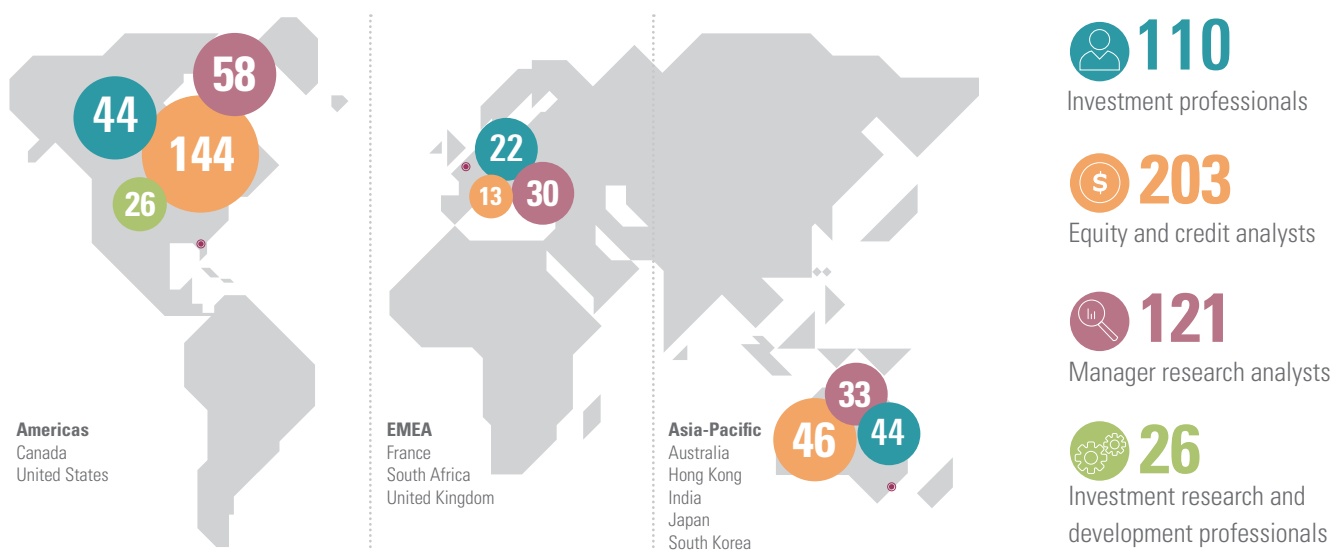 58
44
144
26
22
13
30
33
46
44
Americas
Canada
United States
EMEA
France
South Africa
United Kingdom
Asia-Pacific
Australia
Hong Kong
India
Japan
South Korea
110
Investment professionals
$
203
Equity and credit analysts
121
Manager research analysts
26
Investment research and
development professionals